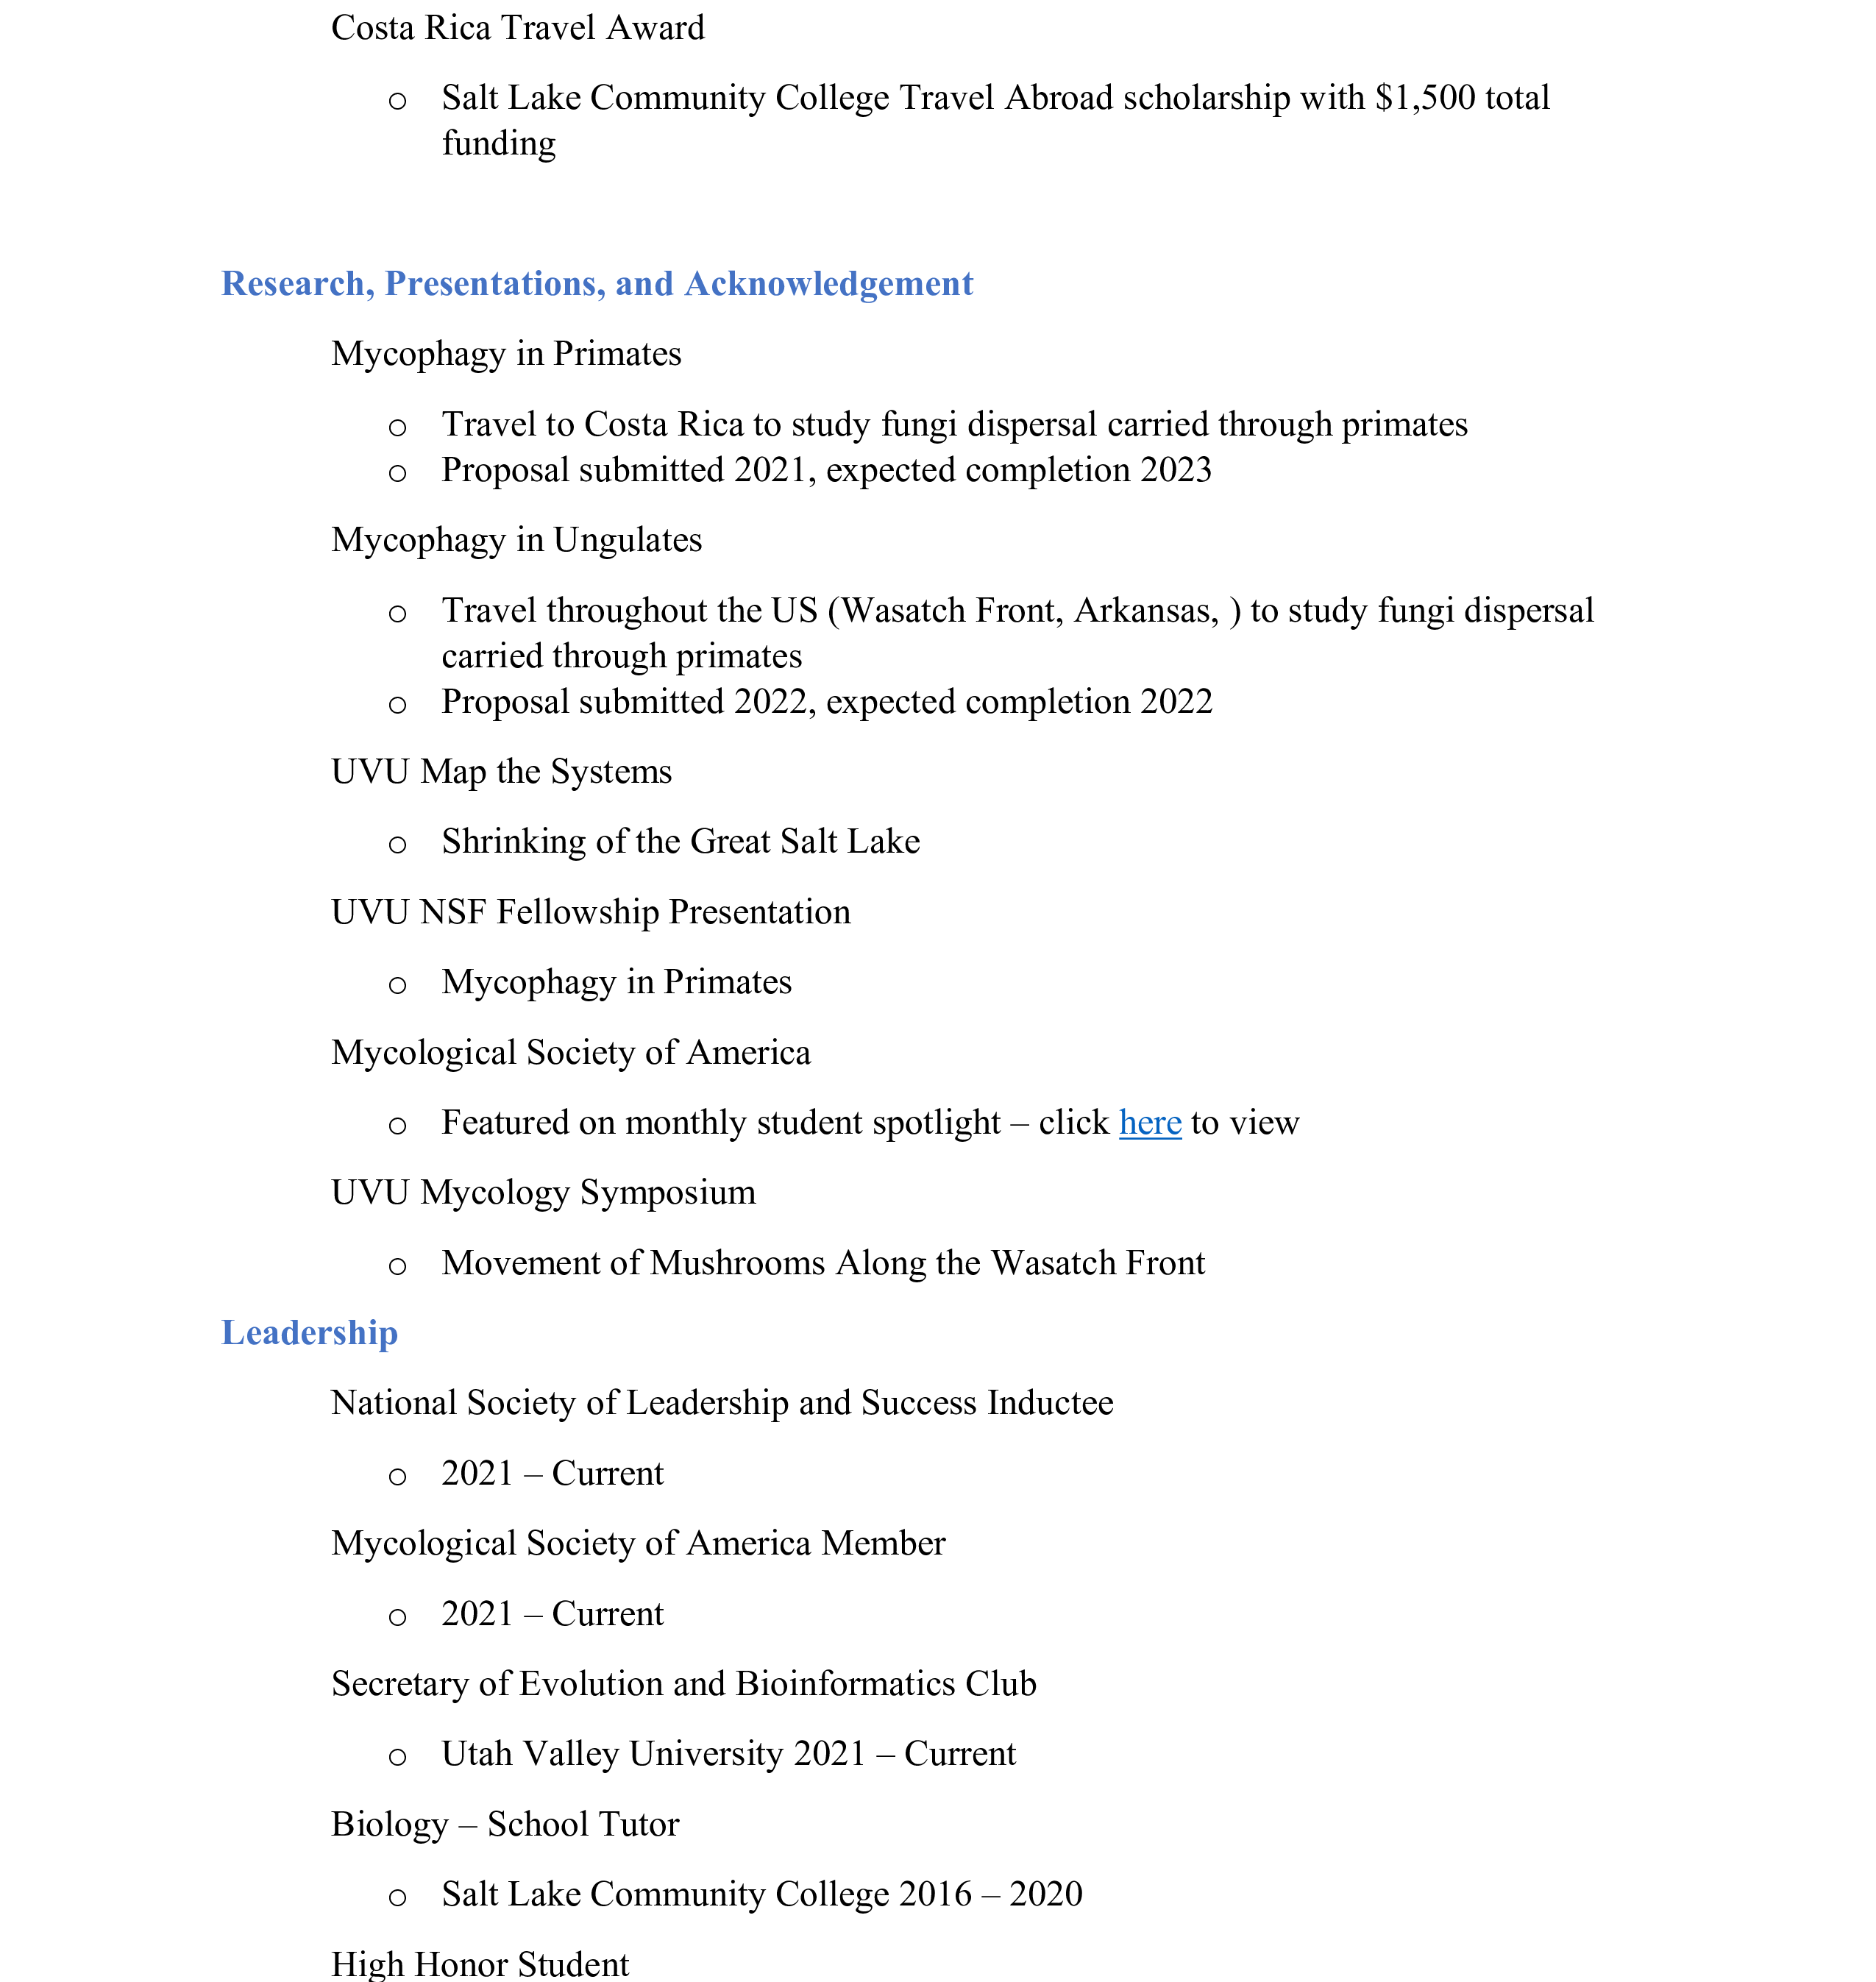 Costa Rica Travel Award
o Salt Lake Community College Travel Abroad scholarship with $1,500 total
funding
Research, Presentations, and Acknowledgement
Mycophagy in Primates
o Travel to Costa Rica to study fungi dispersal carried through primates
o Proposal submitted 2021, expected completion 2023
Mycophagy in Ungulates
o Travel throughout the US (Wasatch Front, Arkansas, ) to study fungi dispersal
carried through primates
o Proposal submitted 2022, expected completion 2022
UVU Map the Systems
o Shrinking of the Great Salt Lake
UVU NSF Fellowship Presentation
o Mycophagy in Primates
Mycological Society of America
o Featured on monthly student spotlight – click here to view
UVU Mycology Symposium
o Movement of Mushrooms Along the Wasatch Front
Leadership
National Society of Leadership and Success Inductee
o 2021 – Current
Mycological Society of America Member
o 2021 – Current
Secretary of Evolution and Bioinformatics Club
o Utah Valley University 2021 – Current
Biology – School Tutor
o Salt Lake Community College 2016 – 2020
High Honor Student